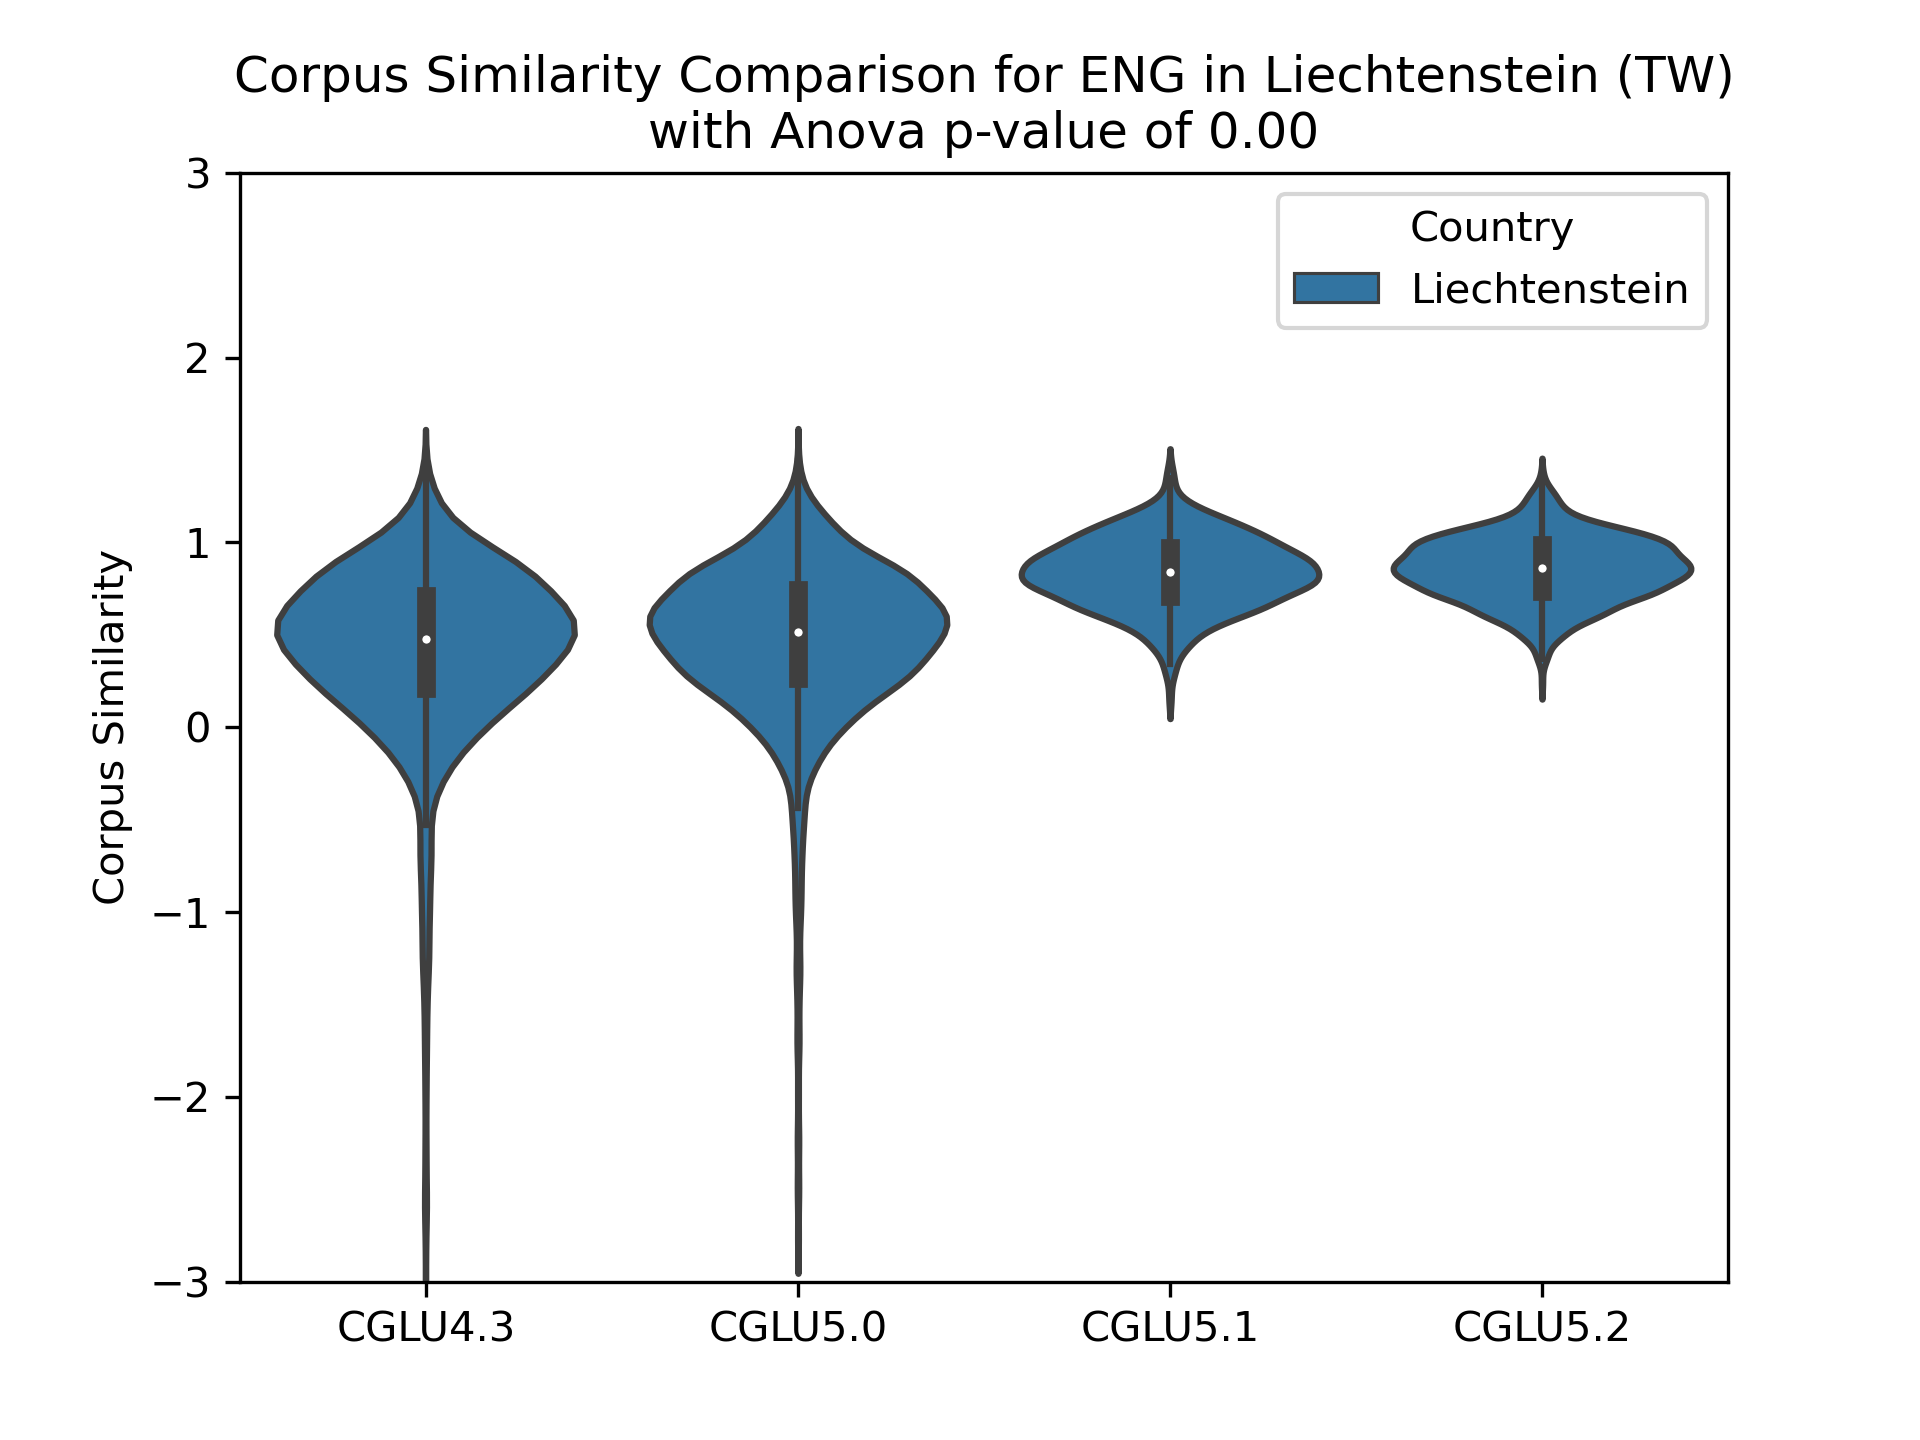 Corpus Similarity Comparison for ENG in Liechtenstein (TW)
with Anova p-value of 0.00
Country
Liechtenstein
Corpus Similarity
3
2
1
0
−1
−2
−3
CGLU4.3
CGLU5.0
CGLU5.1
CGLU5.2